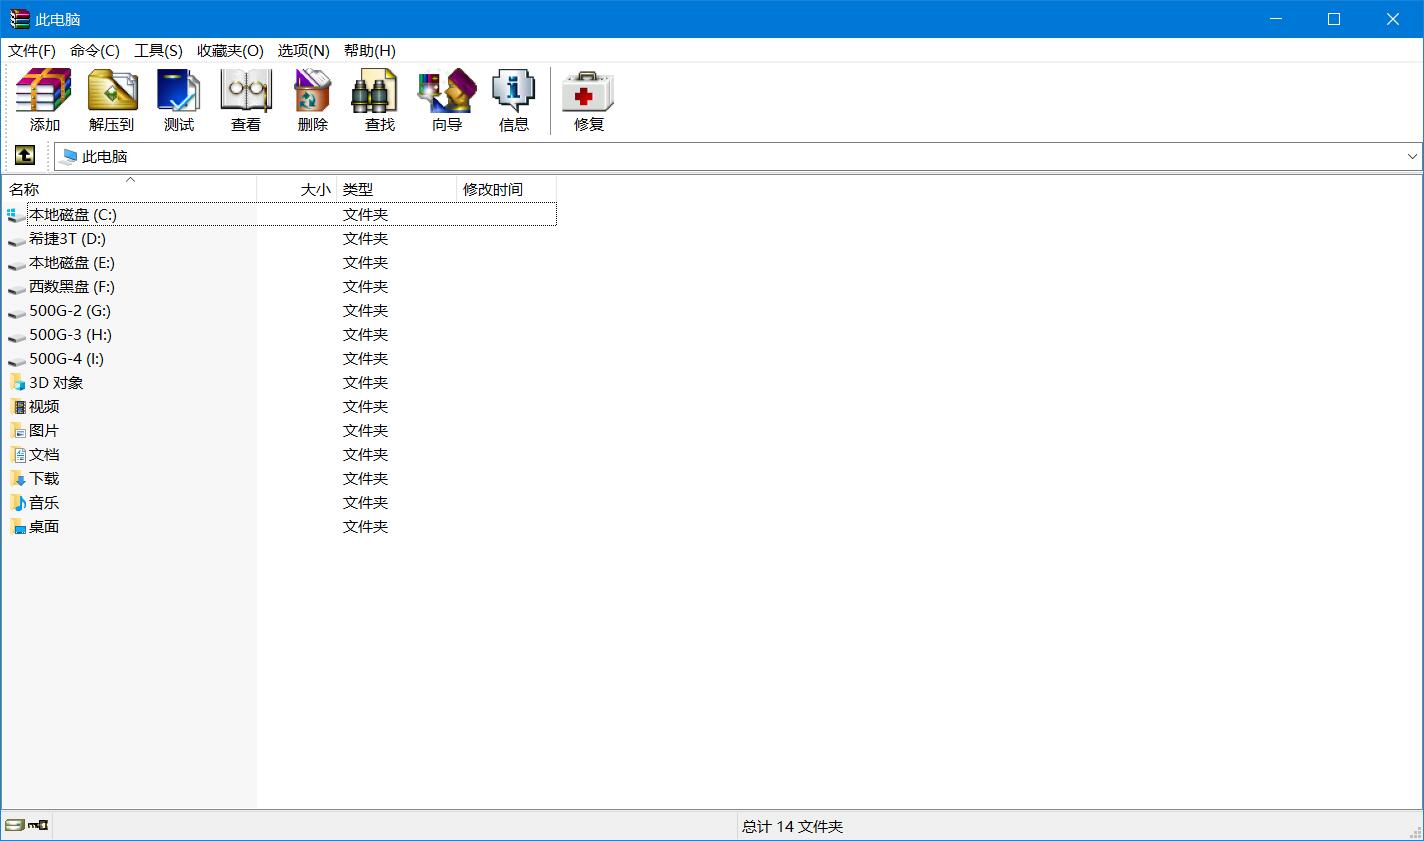 此电脑
文件(F) 命令(C) 工具(S) 收藏夹(O) 选项(N) 帮助(H)
添加 解压到 测试 查看 删除 查找 向导 信息 修复
此电脑
名称 大小 类型 修改时间
本地磁盘 (C:) 文件夹
希捷3T (D:) 文件夹
本地磁盘 (E:) 文件夹
西数黑盘 (F:) 文件夹
500G-2 (G:) 文件夹
500G-3 (H:) 文件夹
500G-4 (I:) 文件夹
3D 对象 文件夹
视频 文件夹
图片 文件夹
文档 文件夹
下载 文件夹
音乐 文件夹
桌面 文件夹
总计 14 文件夹